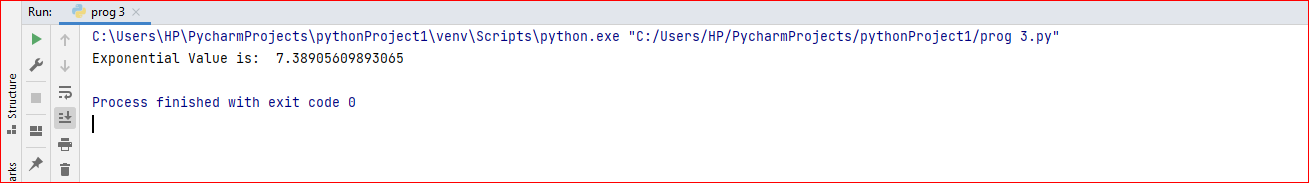 Run: prog 3
C:\Users\HP\PycharmProjects\pythonProject1\venv\Scripts\python.exe "C:/Users/HP/PycharmProjects/pythonProject1/prog 3.py"
Exponential Value is:  7.38905609893065
Process finished with exit code 0
Structure
arks